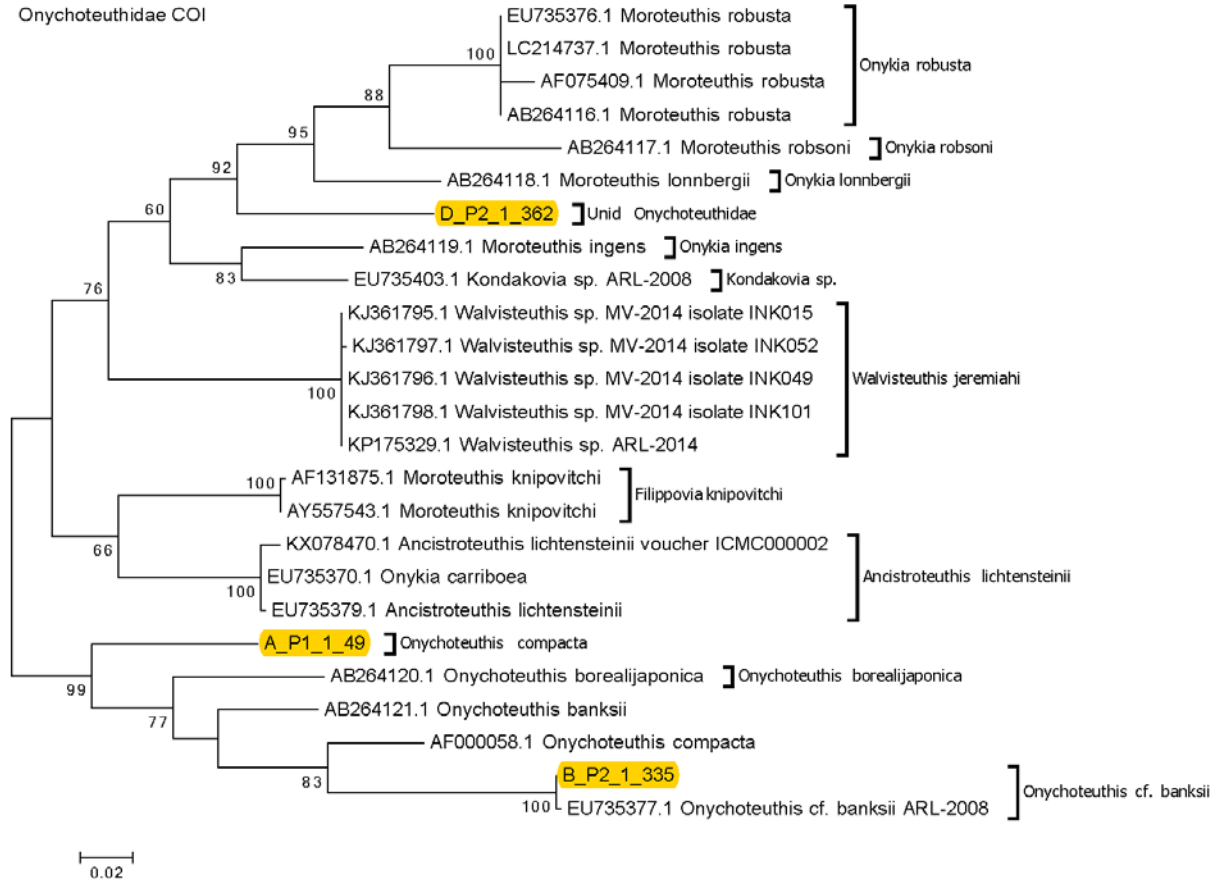 Onychoteuthidae COI
EU735376.1 Moroteuthis robusta
LC214737.1 Moroteuthis robusta
100
Onykia robusta
AF075409.1 Moroteuthis robusta
88
AB264116.1 Moroteuthis robusta
95
AB264117.1 Moroteuthis robsoni
Onykia robsoni
92
AB264118.1 Moroteuthis lonnbergii
Onykia lonnbergii
60
D_P2_1_362
Unid Onychoteuthidae
AB264119.1 Moroteuthis ingens
Onykia ingens
83
EU735403.1 Kondakovia sp. ARL-2008
Kondakovia sp.
76
KJ361795.1 Walvisteuthis sp. MV-2014 isolate INK015
KJ361797.1 Walvisteuthis sp. MV-2014 isolate INK052
KJ361796.1 Walvisteuthis sp. MV-2014 isolate INK049
Walvisteuthis jeremiahi
100
KJ361798.1 Walvisteuthis sp. MV-2014 isolate INK101
KP175329.1 Walvisteuthis sp. ARL-2014
AF131875.1 Moroteuthis knipovitchi
100
Filippovia knipovitchi
AY557543.1 Moroteuthis knipovitchi
66
KX078470.1 Ancistroteuthis lichtensteinii voucher ICMC000002
EU735370.1 Onykia carriboea
Ancistroteuthis lichtensteinii
100
EU735379.1 Ancistroteuthis lichtensteinii
A_P1_1_49
Onychoteuthis compacta
99
AB264120.1 Onychoteuthis borealijaponica
Onychoteuthis borealijaponica
77
AB264121.1 Onychoteuthis banksii
AF000058.1 Onychoteuthis compacta
83
B_P2_1_335
Onychoteuthis cf. banksii
100
EU735377.1 Onychoteuthis cf. banksii ARL-2008
0.02